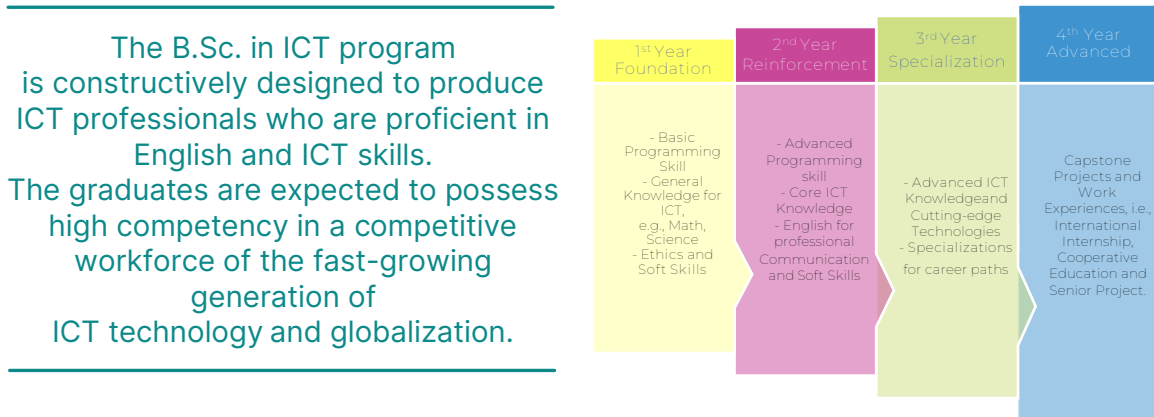 The B.Sc. in ICT program
is constructively designed to produce
ICT professionals who are proficient in
English and ICT skills.
The graduates are expected to possess
high competency in a competitive
workforce of the fast-growing
generation of
ICT technology and globalization.
1st Year
Foundation
- Basic
Programming
Skill
- General
Knowledge for
ICT,
e.g., Math,
Science
- Ethics and
Soft Skills
2nd Year
Reinforcement
- Advanced
Programming
skill
- Core ICT
Knowledge
- English for
professional
Communication
and Soft Skills
3rd Year
Specialization
- Advanced ICT
Knowledgeand
Cutting-edge
Technologies
- Specializations
for career paths
4th Year
Advanced
Capstone
Projects and
Work
Experiences, i.e.,
International
Internship,
Cooperative
Education and
Senior Project.